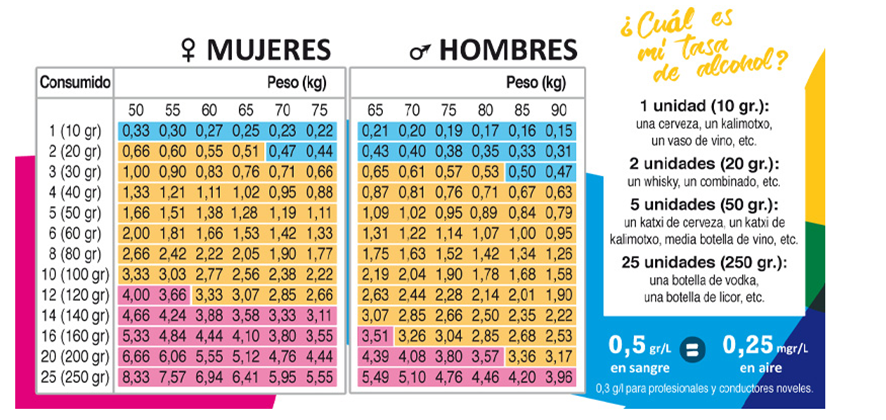 ♀ MUJERES
Consumido Peso (kg)
50 55 60 65 70 75
1 (10 gr) 0,33 0,30 0,27 0,25 0,23 0,22
2 (20 gr) 0,66 0,60 0,55 0,51 0,47 0,44
3 (30 gr) 1,00 0,90 0,83 0,76 0,71 0,66
4 (40 gr) 1,33 1,21 1,11 1,02 0,95 0,88
5 (50 gr) 1,66 1,51 1,38 1,28 1,19 1,11
6 (60 gr) 2,00 1,81 1,66 1,53 1,42 1,33
8 (80 gr) 2,66 2,42 2,22 2,05 1,90 1,77
10 (100 gr) 3,33 3,03 2,77 2,56 2,38 2,22
12 (120 gr) 4,00 3,66 3,33 3,07 2,85 2,66
14 (140 gr) 4,66 4,24 3,88 3,58 3,33 3,11
16 (160 gr) 5,33 4,84 4,44 4,10 3,80 3,55
20 (200 gr) 6,66 6,06 5,55 5,12 4,76 4,44
25 (250 gr) 8,33 7,57 6,94 6,41 5,95 5,55
♂ HOMBRES
Peso (kg)
65 70 75 80 85 90
0,21 0,20 0,19 0,17 0,16 0,15
0,43 0,40 0,38 0,35 0,33 0,31
0,65 0,61 0,57 0,53 0,50 0,47
0,87 0,81 0,76 0,71 0,67 0,63
1,09 1,02 0,95 0,89 0,84 0,79
1,31 1,22 1,14 1,07 1,00 0,95
1,75 1,63 1,52 1,42 1,34 1,26
2,19 2,04 1,90 1,78 1,68 1,58
2,63 2,44 2,28 2,14 2,01 1,90
3,07 2,85 2,66 2,50 2,35 2,22
3,51 3,26 3,04 2,85 2,68 2,53
4,39 4,08 3,80 3,57 3,36 3,17
5,49 5,10 4,76 4,46 4,20 3,96
¿Cuál es
mi tasa
de alcohol?
1 unidad (10 gr.):
una cerveza, un kalimotxo,
un vaso de vino, etc.
2 unidades (20 gr.):
un whisky, un combinado, etc.
5 unidades (50 gr.):
un katxi de cerveza, un katxi de
kalimotxo, media botella de vino, etc.
25 unidades (250 gr.):
una botella de vodka,
una botella de licor, etc.
0,5 gr/L = 0,25 mgr/L
en sangre en aire
0,3 g/l para profesionales y conductores noveles.